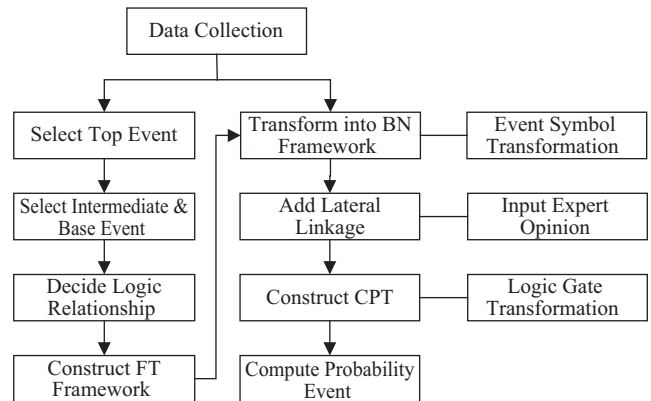 Data Collection
Select Top Event
Select Intermediate &
Base Event
Decide Logic
Relationship
Construct FT
Framework
Transform into BN
Framework
Add Lateral
Linkage
Construct CPT
Compute Probability
Event
Event Symbol
Transformation
Input Expert
Opinion
Logic Gate
Transformation